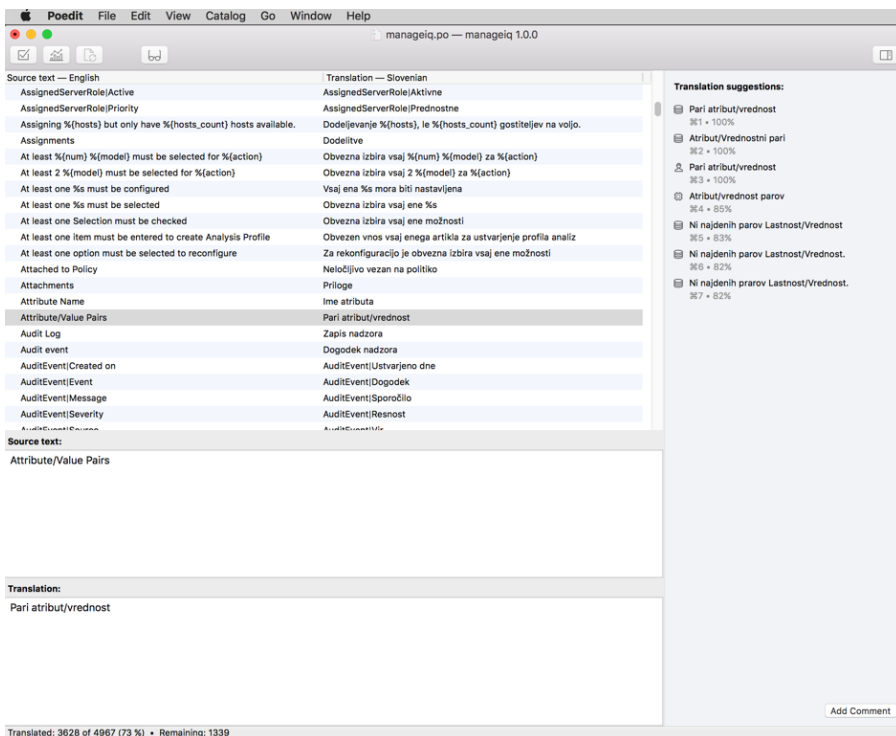 Poedit File Edit View Catalog Go Window Help
manageiq.po — manageiq 1.0.0
Source text — English Translation — Slovenian
AssignedServerRole|Active AssignedServerRole|Aktivne
AssignedServerRole|Priority AssignedServerRole|Prednostne
Assigning %{hosts} but only have %{hosts_count} hosts available. Dodeljevanje %{hosts}, le %{hosts_count} gostiteljev na voljo.
Assignments Dodelitve
At least %{num} %{model} must be selected for %{action} Obvezna izbira vsaj %{num} %{model} za %{action}
At least 2 %{model} must be selected for %{action} Obvezna izbira vsaj 2 %{model} za %{action}
At least one %s must be configured Vsaj ena %s mora biti nastavljena
At least one %s must be selected Obvezna izbira vsaj ene %s
At least one Selection must be checked Obvezna izbira vsaj ene možnosti
At least one item must be entered to create Analysis Profile Obvezen vnos vsaj enega artikla za ustvarjenje profila analiz
At least one option must be selected to reconfigure Za rekonfiguracijo je obvezna izbira vsaj ene možnosti
Attached to Policy Neločljivo vezan na politiko
Attachments Priloge
Attribute Name Ime atributa
Attribute/Value Pairs Pari atribut/vrednost
Audit Log Zapis nadzora
Audit event Dogodek nadzora
AuditEvent|Created on AuditEvent|Ustvarjeno dne
AuditEvent|Event AuditEvent|Dogodek
AuditEvent|Message AuditEvent|Sporočilo
AuditEvent|Severity AuditEvent|Resnost
AuditEvent|Source AuditEvent|Vir
Source text:
Attribute/Value Pairs
Translation:
Pari atribut/vrednost
Translation suggestions:
Pari atribut/vrednost
⌘1 • 100%
Atribut/Vrednostni pari
⌘2 • 100%
Pari atribut/vrednost
⌘3 • 100%
Atribut/vrednost parov
⌘4 • 85%
Ni najdenih parov Lastnost/Vrednost
⌘5 • 83%
Ni najdenih parov Lastnost/Vrednost.
⌘6 • 82%
Ni najdenih prarov Lastnost/Vrednost.
⌘7 • 82%
Add Comment
Translated: 3628 of 4967 (73 %) • Remaining: 1339